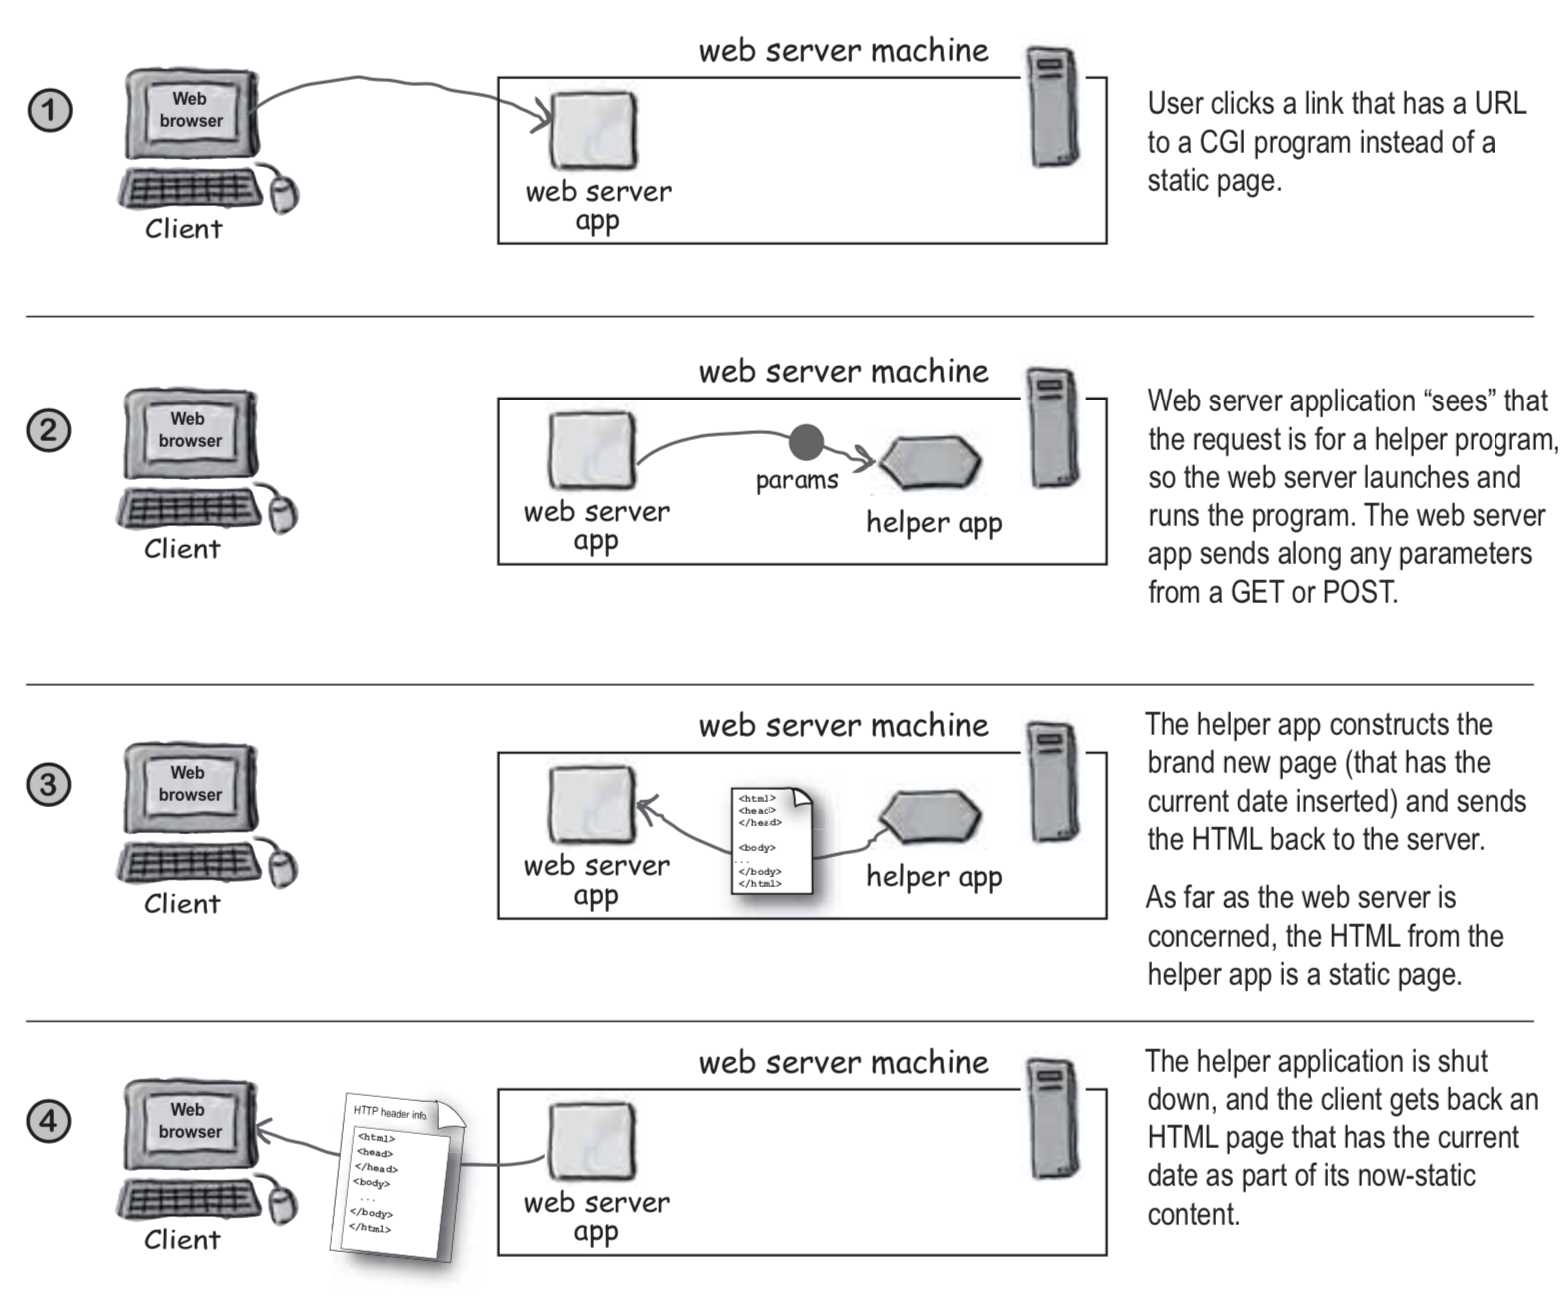 1
Web
browser
Client
web server machine
web server
app
User clicks a link that has a URL
to a CGI program instead of a
static page.
2
Web
browser
Client
web server machine
web server
app
params
helper app
Web server application “sees” that
the request is for a helper program,
so the web server launches and
runs the program. The web server
app sends along any parameters
from a GET or POST.
3
Web
browser
Client
web server machine
web server
app
<html>
<head>
</head>
<body>
...
</body>
</html>
helper app
The helper app constructs the
brand new page (that has the
current date inserted) and sends
the HTML back to the server.
As far as the web server is
concerned, the HTML from the
helper app is a static page.
4
Web
browser
Client
HTTP header info
<html>
<head>
</head>
<body>
...
</body>
</html>
web server machine
web server
app
The helper application is shut
down, and the client gets back an
HTML page that has the current
date as part of its now-static
content.